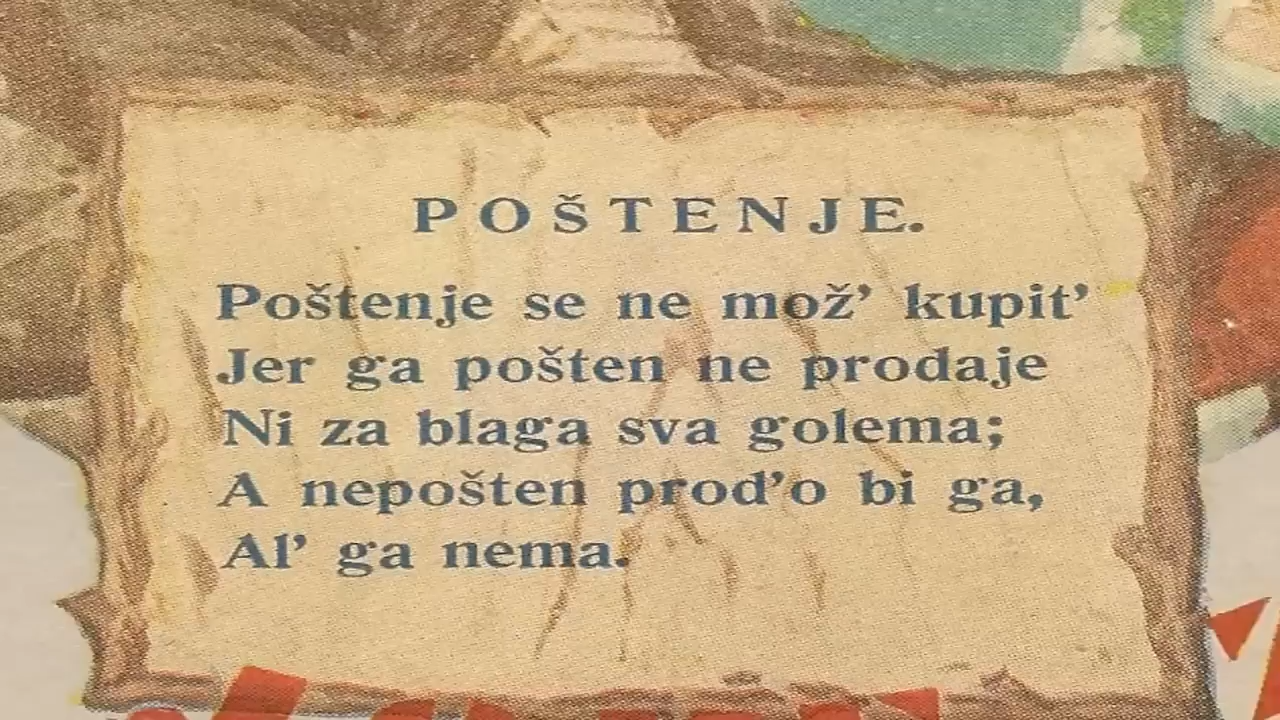 POŠTENJE.
Poštenje se ne mož’ kupit’
Jer ga pošten ne prodaje
Ni za blaga sva golema;
A nepošten prod’o bi ga,
Al’ ga nema.